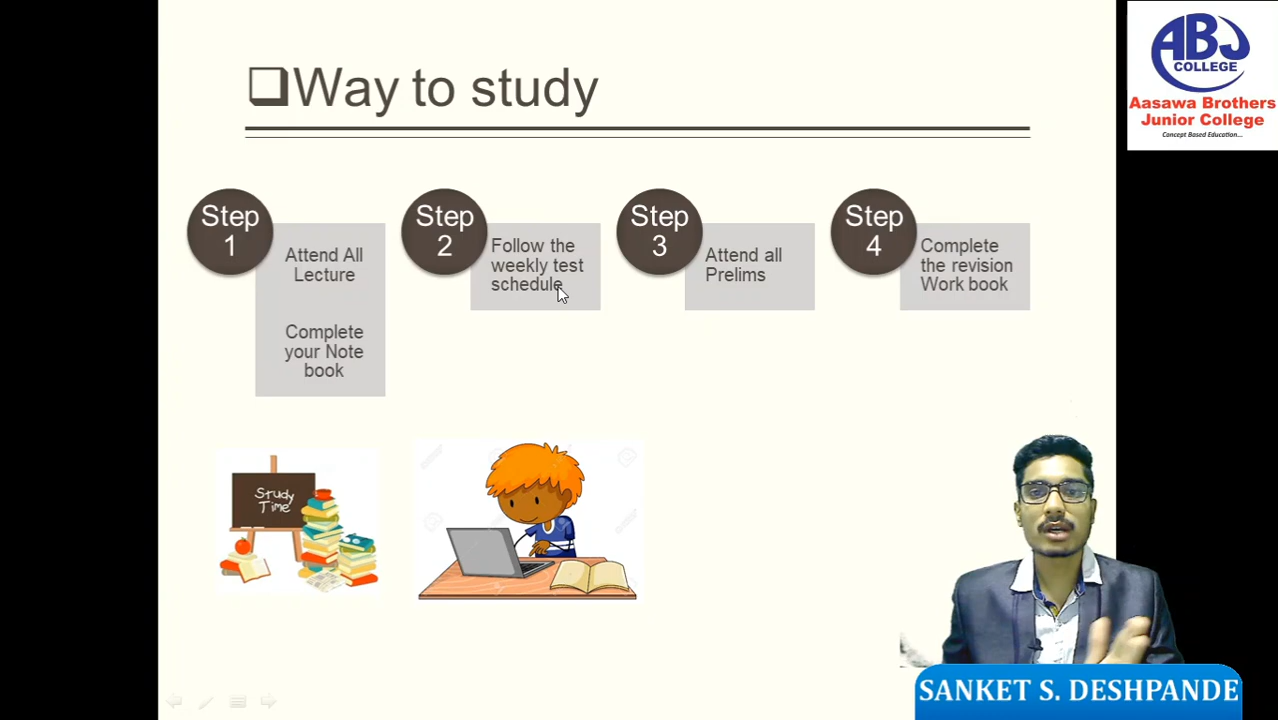 Way to study
ABJ
COLLEGE
Aasawa Brothers
Junior College
Concept Based Education...
Step
1
Attend All
Lecture
Complete
your Note
book
Step
2
Follow the
weekly test
schedule
Step
3
Attend all
Prelims
Step
4
Complete
the revision
Work book
Study
Time
SANKET S. DESHPANDE